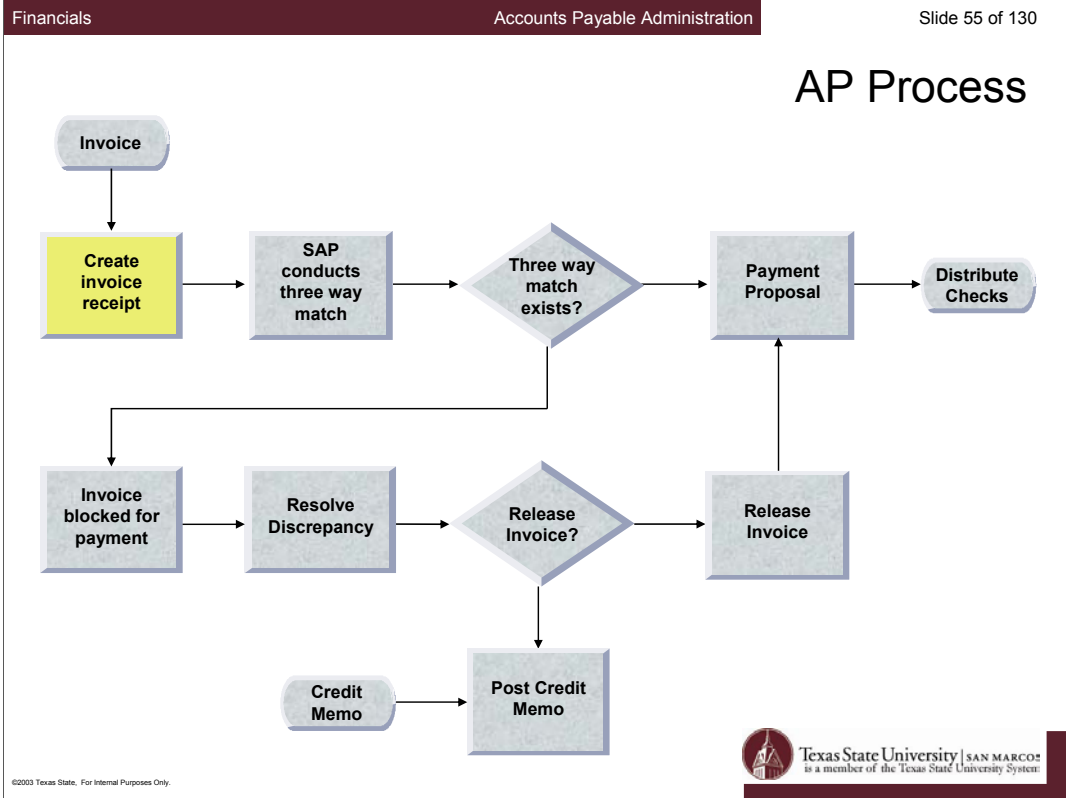 Financials
Accounts Payable Administration
Slide 55 of 130
AP Process
Invoice
Create
invoice
receipt
SAP
conducts
three way
match
Three way
match
exists?
Payment
Proposal
Distribute
Checks
Invoice
blocked for
payment
Resolve
Discrepancy
Release
Invoice?
Release
Invoice
Credit
Memo
Post Credit
Memo
Texas State University | SAN MARCOS
is a member of the Texas State University System
©2003 Texas State, For Internal Purposes Only.